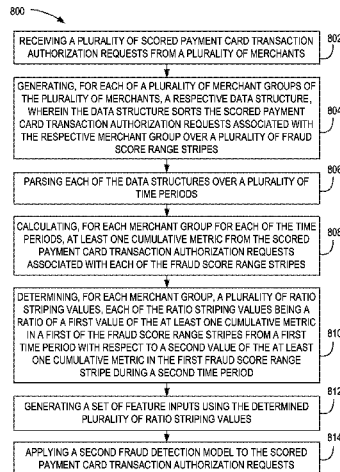 800
RECEIVING A PLURALITY OF SCORED PAYMENT CARD TRANSACTION
AUTHORIZATION REQUESTS FROM A PLURALITY OF MERCHANTS
802
GENERATING, FOR EACH OF A PLURALITY OF MERCHANT GROUPS OF
THE PLURALITY OF MERCHANTS, A RESPECTIVE DATA STRUCTURE,
WHEREIN THE DATA STRUCTURE SORTS THE SCORED PAYMENT
CARD TRANSACTION AUTHORIZATION REQUESTS ASSOCIATED WITH
THE RESPECTIVE MERCHANT GROUP OVER A PLURALITY OF FRAUD
SCORE RANGE STRIPES
804
PARSING EACH OF THE DATA STRUCTURES OVER A PLURALITY OF
TIME PERIODS
806
CALCULATING, FOR EACH MERCHANT GROUP FOR EACH OF THE TIME
PERIODS, AT LEAST ONE CUMULATIVE METRIC FROM THE SCORED
PAYMENT CARD TRANSACTION AUTHORIZATION REQUESTS
ASSOCIATED WITH EACH OF THE FRAUD SCORE RANGE STRIPES
808
DETERMINING, FOR EACH MERCHANT GROUP, A PLURALITY OF RATIO
STRIPING VALUES, EACH OF THE RATIO STRIPING VALUES BEING A
RATIO OF A FIRST VALUE OF THE AT LEAST ONE CUMULATIVE METRIC
IN A FIRST OF THE FRAUD SCORE RANGE STRIPES FROM A FIRST
TIME PERIOD WITH RESPECT TO A SECOND VALUE OF THE AT LEAST
ONE CUMULATIVE METRIC IN THE FIRST FRAUD SCORE RANGE
STRIPE DURING A SECOND TIME PERIOD
810
GENERATING A SET OF FEATURE INPUTS USING THE DETERMINED
PLURALITY OF RATIO STRIPING VALUES
812
APPLYING A SECOND FRAUD DETECTION MODEL TO THE SCORED
PAYMENT CARD TRANSACTION AUTHORIZATION REQUESTS
814